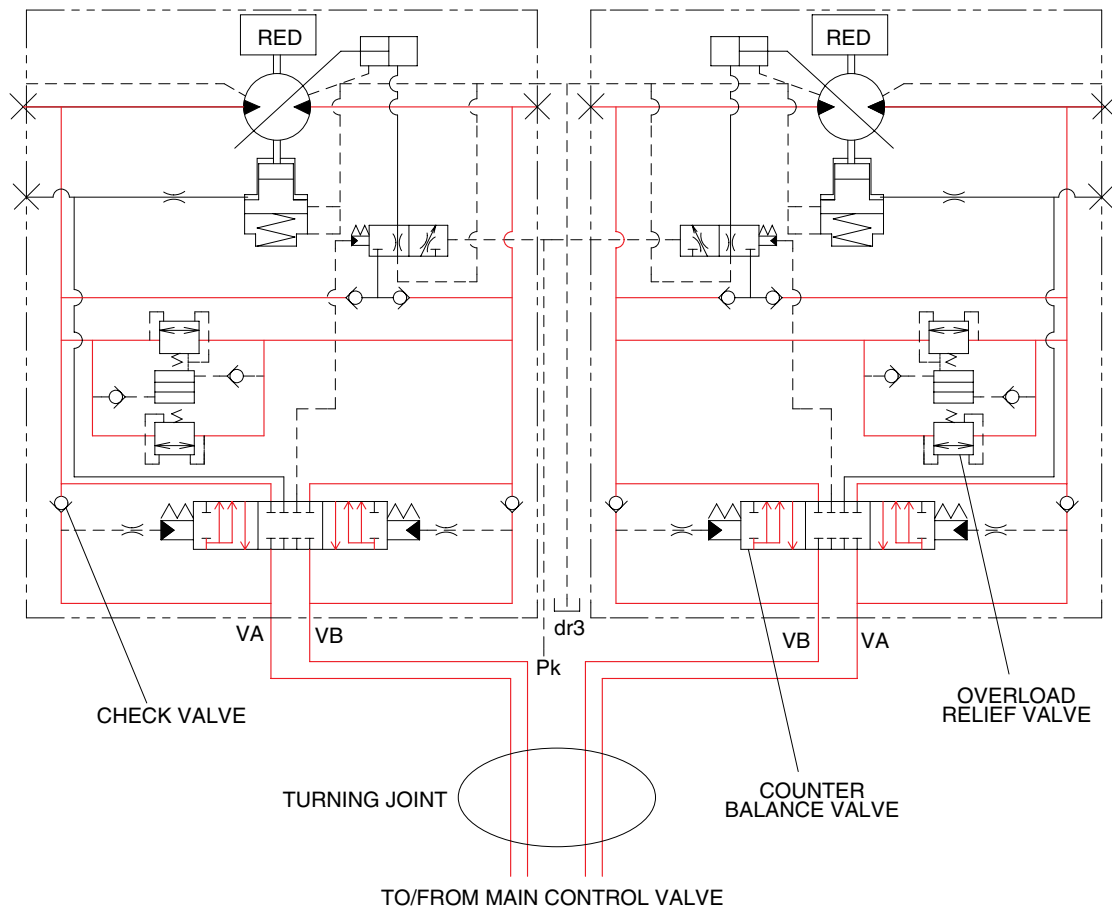 RED
RED
VA
VB
dr3
Pk
VB
VA
CHECK VALVE
OVERLOAD
RELIEF VALVE
TURNING JOINT
COUNTER
BALANCE VALVE
TO/FROM MAIN CONTROL VALVE